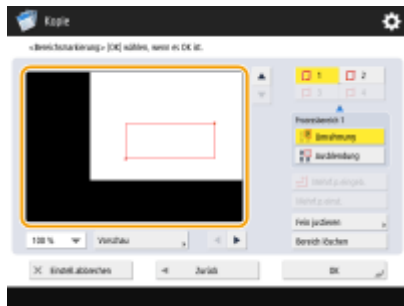 Kopie
<Bereichsmarkierung> [OK] wählen, wenn es OK ist.
1
2
3
4
Prozessbereich 1
Umrahmung
Ausblendung
Fein justieren
100 %
Vorschau
Bereich löschen
Einstell. abbrechen
Zurück
OK